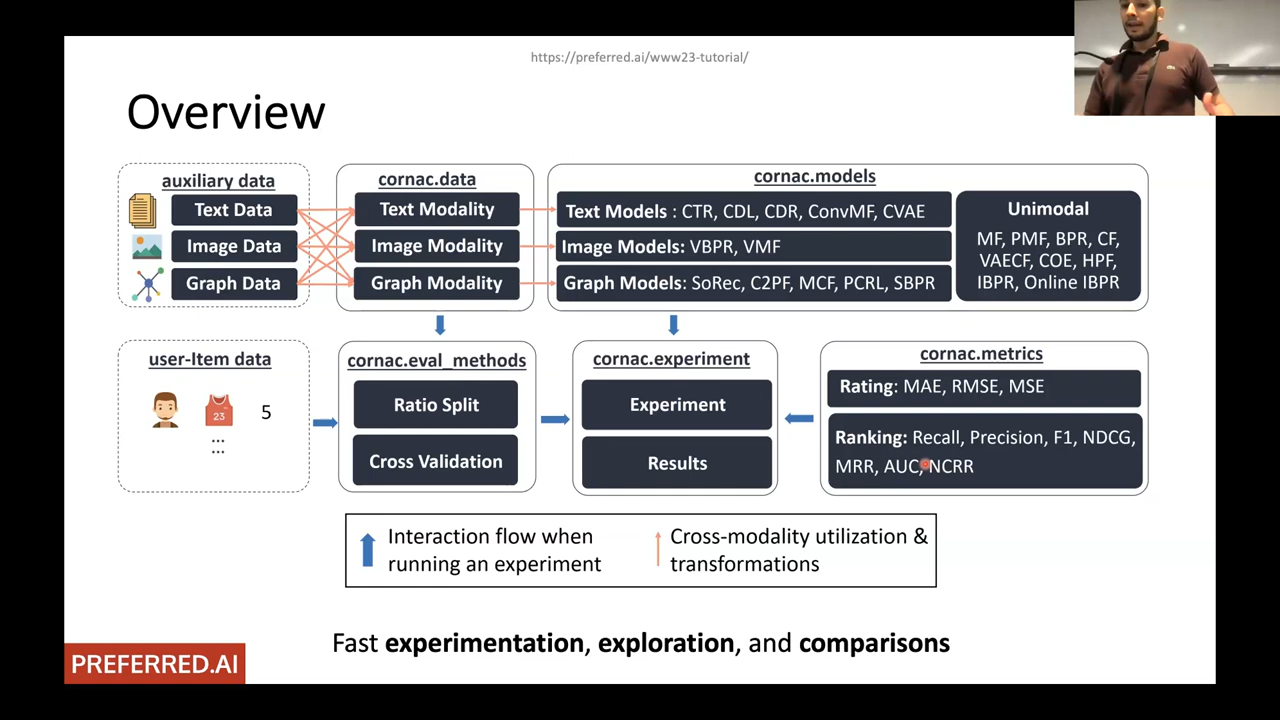 https://preferred.ai/www23-tutorial/
Overview
auxiliary data
Text Data
Image Data
Graph Data
cornac.data
Text Modality
Image Modality
Graph Modality
cornac.models
Text Models : CTR, CDL, CDR, ConvMF, CVAE
Image Models: VBPR, VMF
Graph Models: SoRec, C2PF, MCF, PCRL, SBPR
Unimodal
MF, PMF, BPR, CF,
VAECF, COE, HPF,
IBPR, Online IBPR
user-Item data
23
5
...
...
cornac.eval_methods
Ratio Split
Cross Validation
cornac.experiment
Experiment
Results
cornac.metrics
Rating: MAE, RMSE, MSE
Ranking: Recall, Precision, F1, NDCG,
MRR, AUC, NCRR
Interaction flow when
running an experiment
Cross-modality utilization &
transformations
Fast experimentation, exploration, and comparisons
PREFERRED.AI